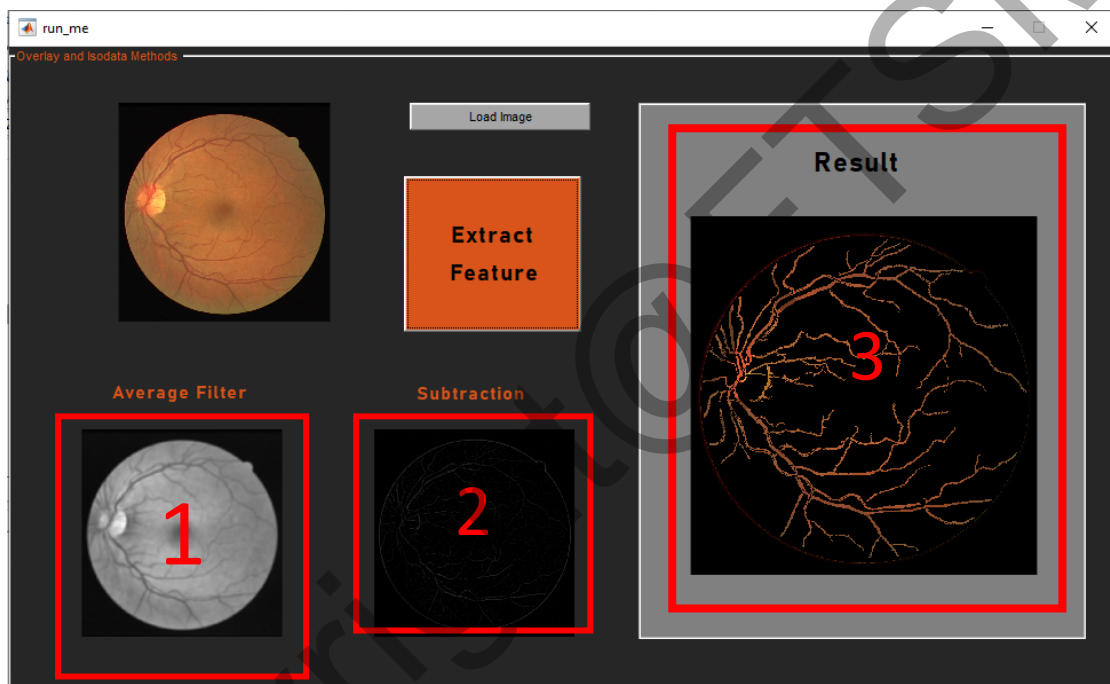 run_me
Overlay and Isodata Methods
Load Image
Result
Extract
Feature
3
Average Filter
Subtraction
1
2